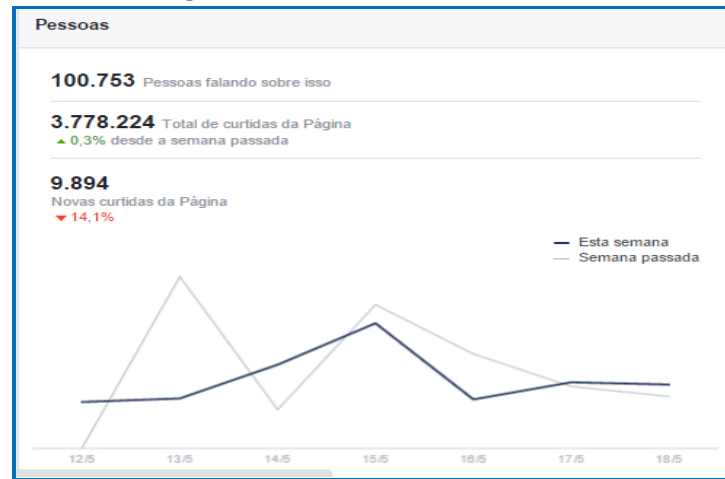 Pessoas
100.753 Pessoas falando sobre isso
3.778.224 Total de curtidas da Página
0,3% desde a semana passada
9.894
Novas curtidas da Página
14,1%
Esta semana
Semana passada
12/5 13/5 14/5 15/5 16/5 17/5 18/5